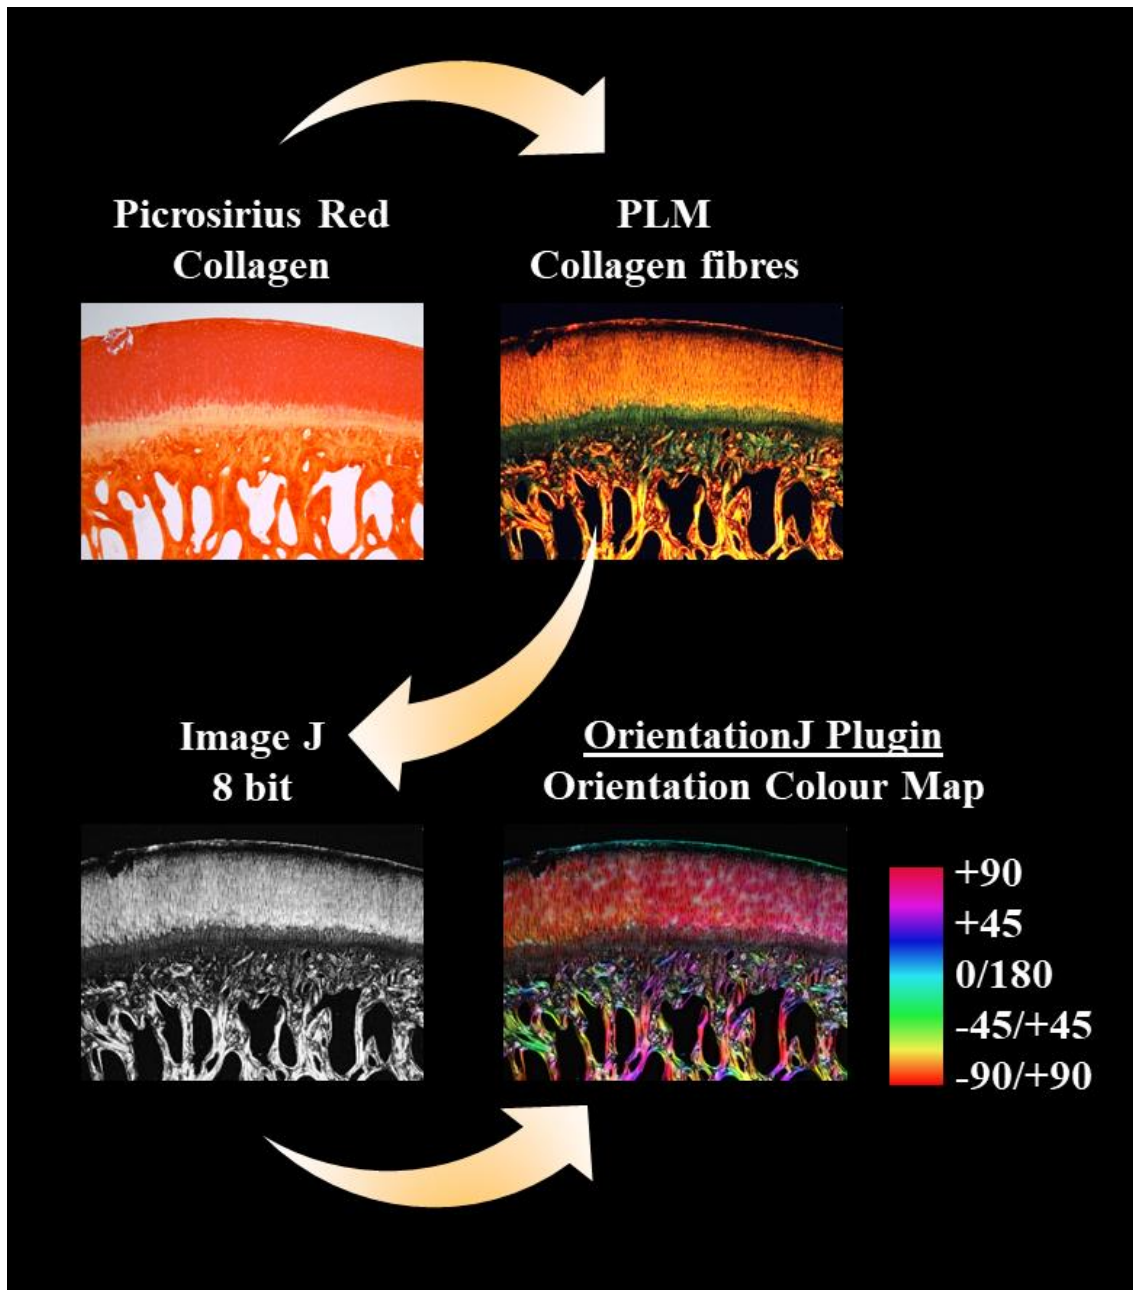 Picrosirius Red
Collagen
PLM
Collagen fibres
Image J
8 bit
OrientationJ Plugin
Orientation Colour Map
+90
+45
0/180
-45/+45
-90/+90